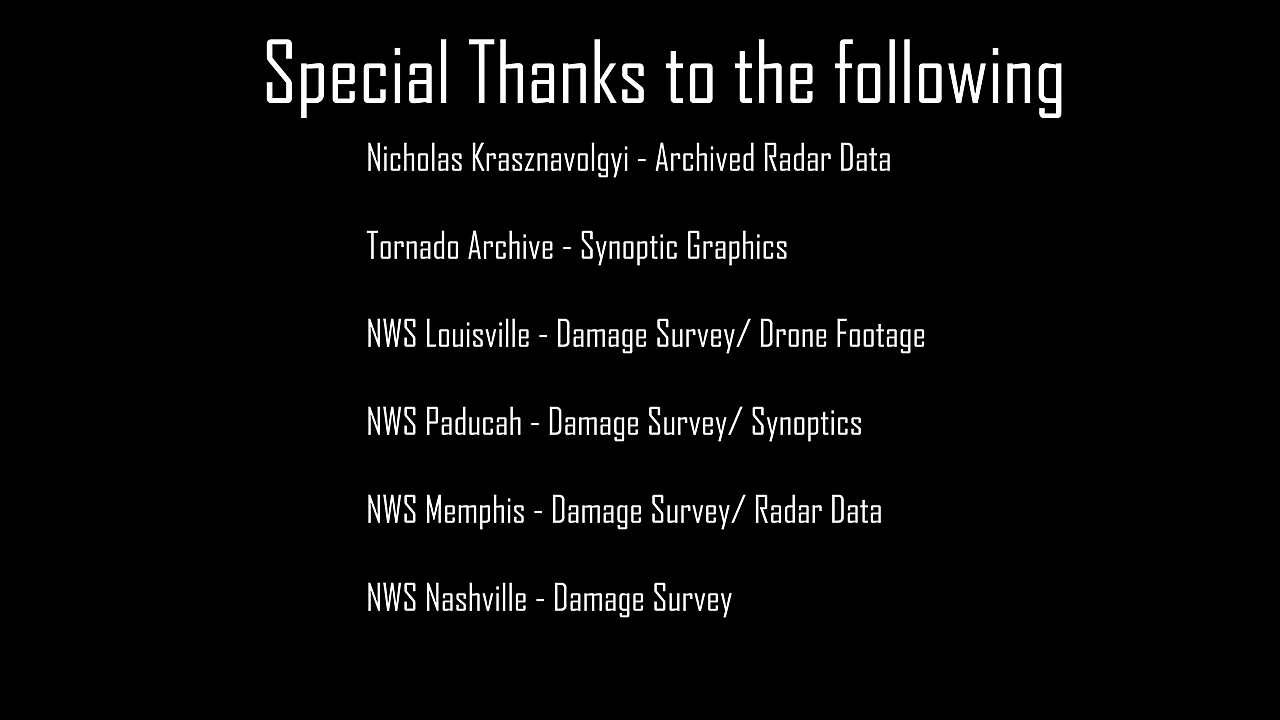 Special Thanks to the following
Nicholas Krasznavolgyi - Archived Radar Data
Tornado Archive - Synoptic Graphics
NWS Louisville - Damage Survey/ Drone Footage
NWS Paducah - Damage Survey/ Synoptics
NWS Memphis - Damage Survey/ Radar Data
NWS Nashville - Damage Survey